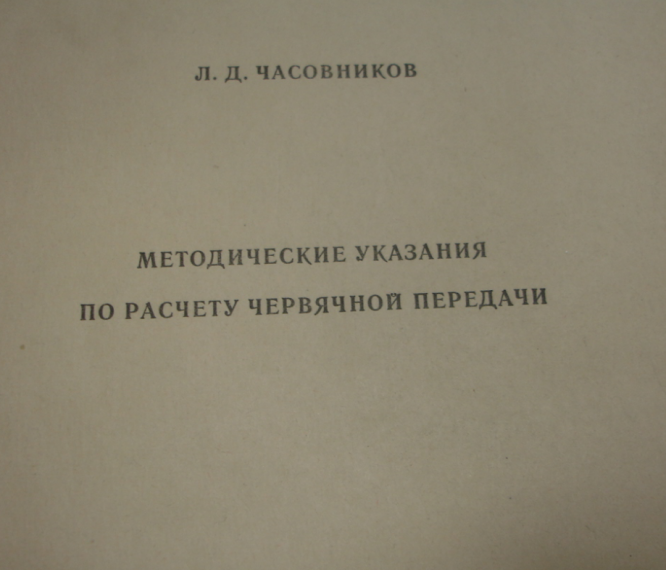 Л. Д. ЧАСОВНИКОВ
МЕТОДИЧЕСКИЕ УКАЗАНИЯ
ПО РАСЧЕТУ ЧЕРВЯЧНОЙ ПЕРЕДАЧИ